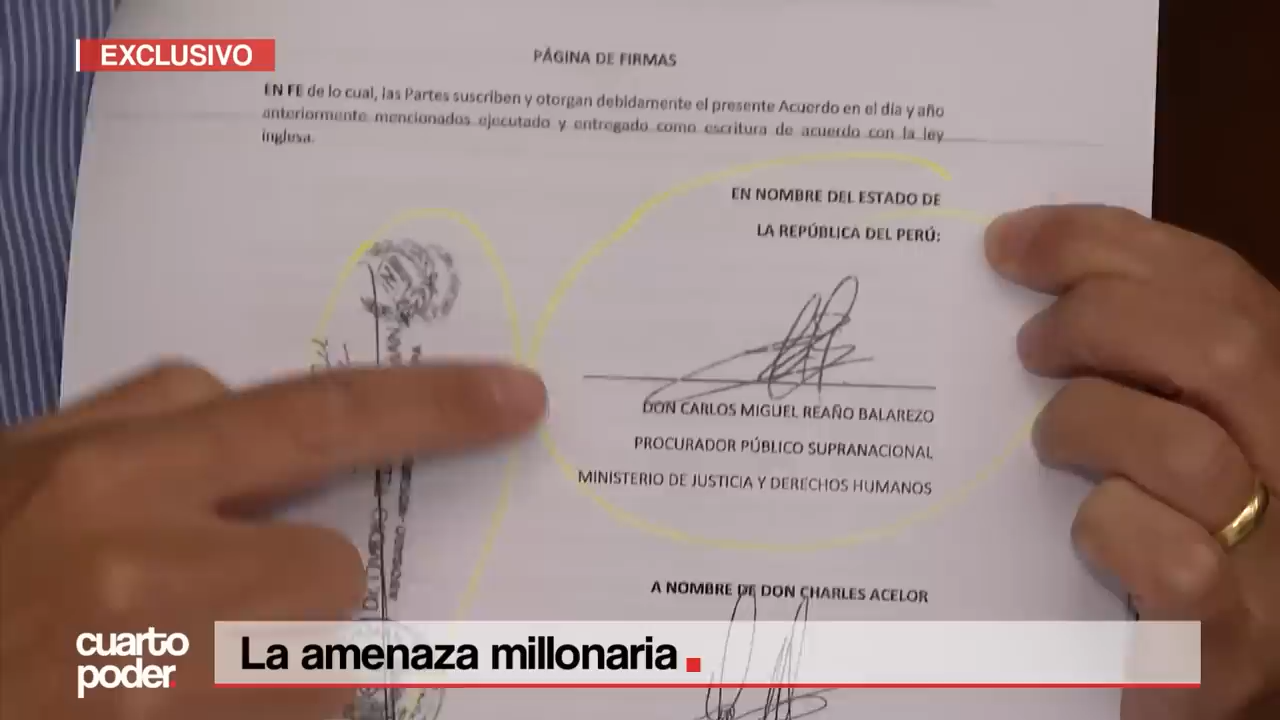 EXCLUSIVO
PÁGINA DE FIRMAS
EN FE de lo cual, las Partes suscriben y otorgan debidamente el presente Acuerdo en el día y año
anteriormente mencionados ejecutado y entregado como escritura de acuerdo con la ley
inglesa.
EN NOMBRE DEL ESTADO DE
LA REPÚBLICA DEL PERÚ:
DON CARLOS MIGUEL REAÑO BALAREZO
PROCURADOR PÚBLICO SUPRANACIONAL
MINISTERIO DE JUSTICIA Y DERECHOS HUMANOS
A NOMBRE DE DON CHARLES ACELOR
cuarto
poder.
La amenaza millonaria